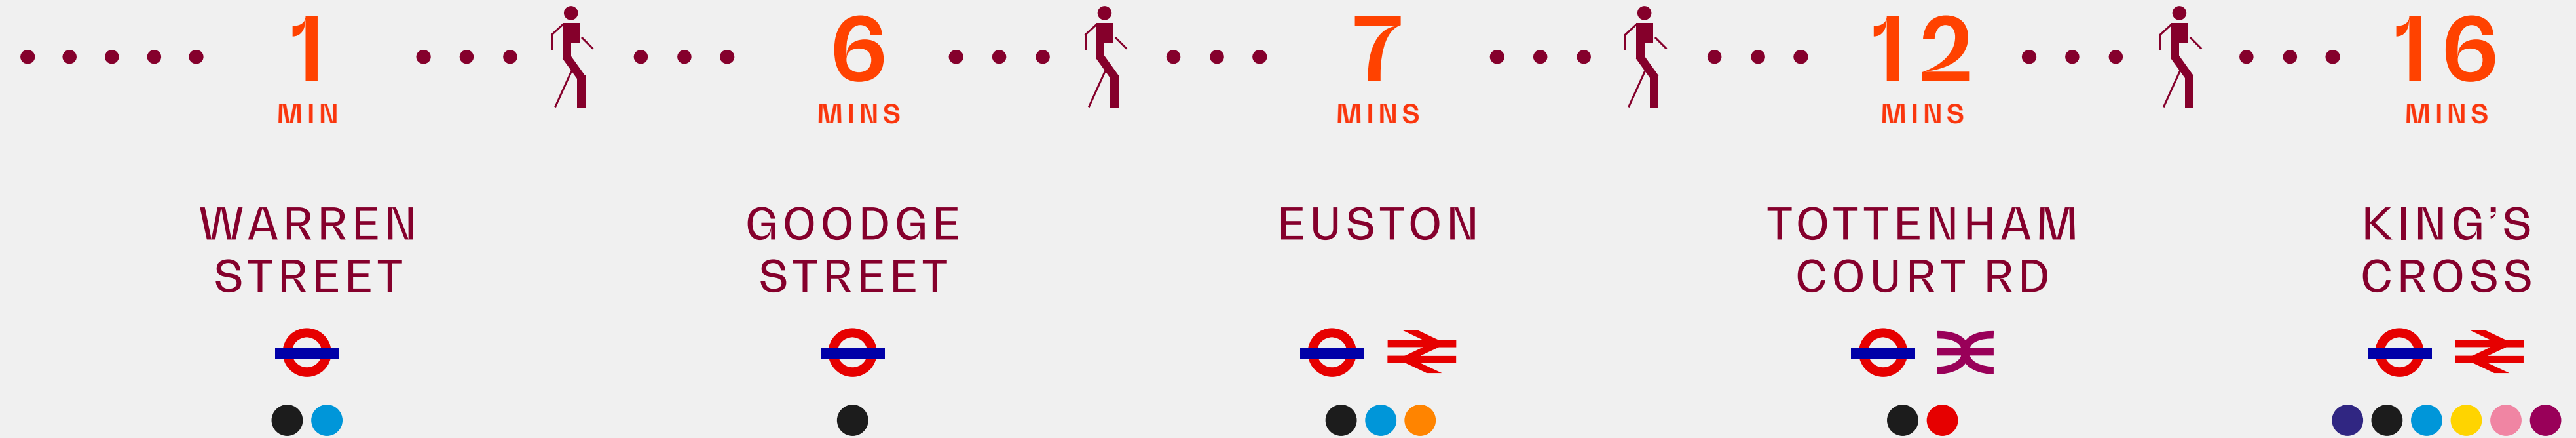 1
MIN
WARREN
STREET
6
MINS
GOODGE
STREET
7
MINS
EUSTON
12
MINS
TOTTENHAM
COURT RD
16
MINS
KING'S
CROSS